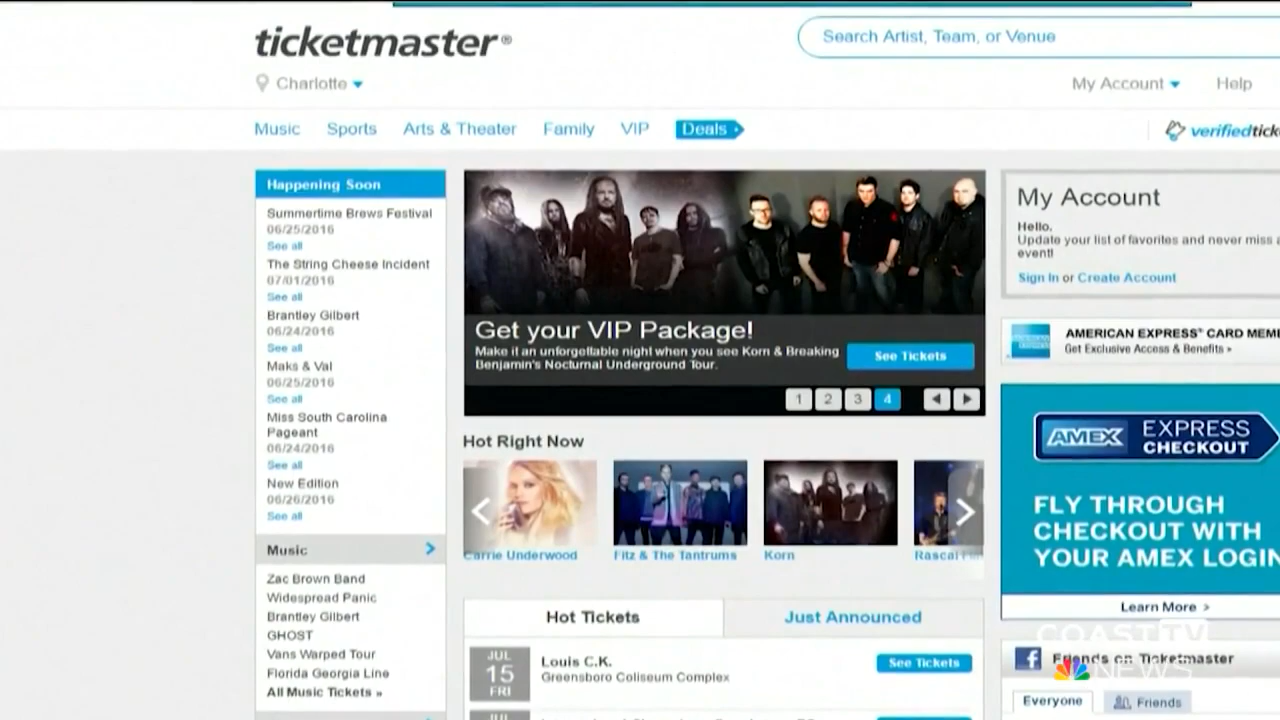 ticketmaster®
Search Artist, Team, or Venue
Charlotte
My Account
Help
Music
Sports
Arts & Theater
Family
VIP
Deals
verified
Happening Soon
Summertime Brews Festival
06/25/2016
See all
The String Cheese Incident
07/01/2016
See all
Brantley Gilbert
06/24/2016
See all
Maks & Val
06/25/2016
See all
Miss South Carolina
Pageant
06/24/2016
See all
New Edition
06/26/2016
See all
Music
Zac Brown Band
Widespread Panic
Brantley Gilbert
GHOST
Vans Warped Tour
Florida Georgia Line
All Music Tickets »
Get your VIP Package!
Make it an unforgettable night when you see Korn & Breaking
Benjamin's Nocturnal Underground Tour.
See Tickets
1 2 3 4
Hot Right Now
Carrie Underwood
Fitz & The Tantrums
Korn
Rascal
Hot Tickets
Just Announced
JUL
15
FRI
Louis C.K.
Greensboro Coliseum Complex
See Tickets
JUL
My Account
Hello.
Update your list of favorites and never miss a
event!
Sign In or Create Account
AMERICAN EXPRESS® CARD
Get Exclusive Access & Benefits »
AMEX
EXPRESS
CHECKOUT
FLY THROUGH
CHECKOUT WITH
YOUR AMEX LOGIN
Learn More >
COAST TV
NEWS
Friends on Ticketmaster
Everyone
Friends